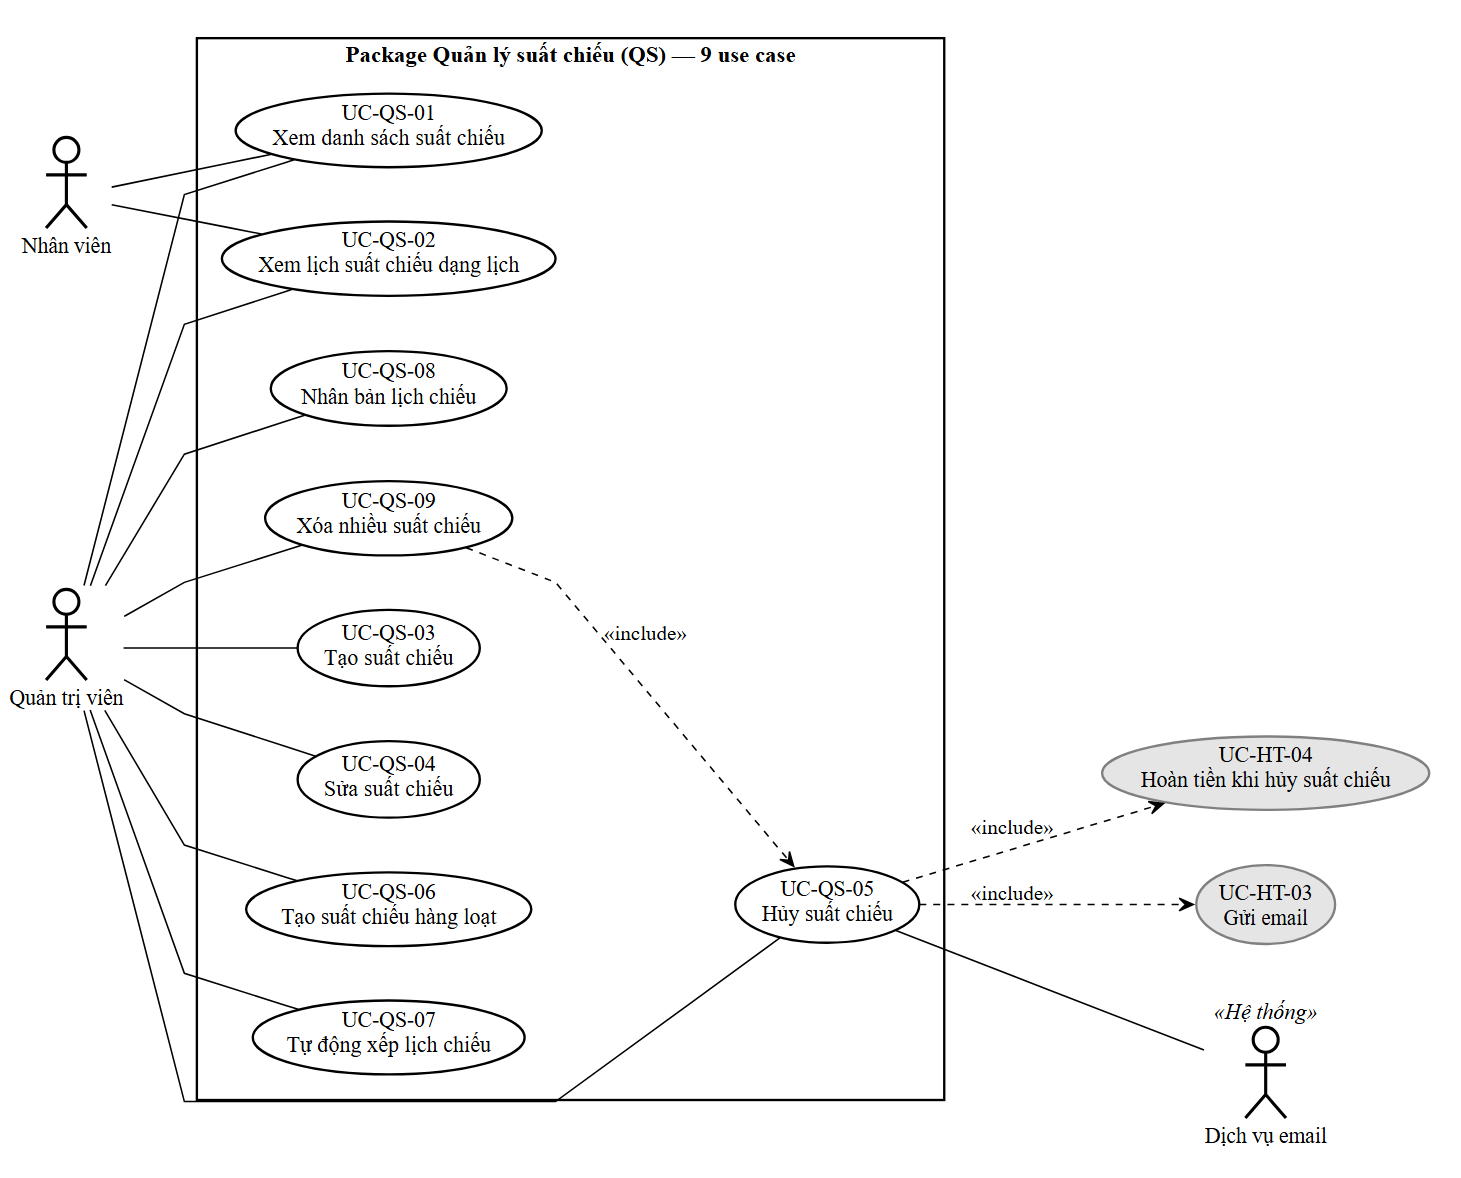 Package Quản lý suất chiếu (QS) — 9 use case
UC-QS-01
Xem danh sách suất chiếu
Nhân viên
UC-QS-02
Xem lịch suất chiếu dạng lịch
UC-QS-08
Nhân bản lịch chiếu
UC-QS-09
Xóa nhiều suất chiếu
«include»
UC-QS-03
Tạo suất chiếu
Quản trị viên
UC-QS-04
Sửa suất chiếu
UC-HT-04
Hoàn tiền khi hủy suất chiếu
«include»
UC-QS-06
Tạo suất chiếu hàng loạt
UC-QS-05
Hủy suất chiếu
«include»
UC-HT-03
Gửi email
UC-QS-07
Tự động xếp lịch chiếu
«Hệ thống»
Dịch vụ email